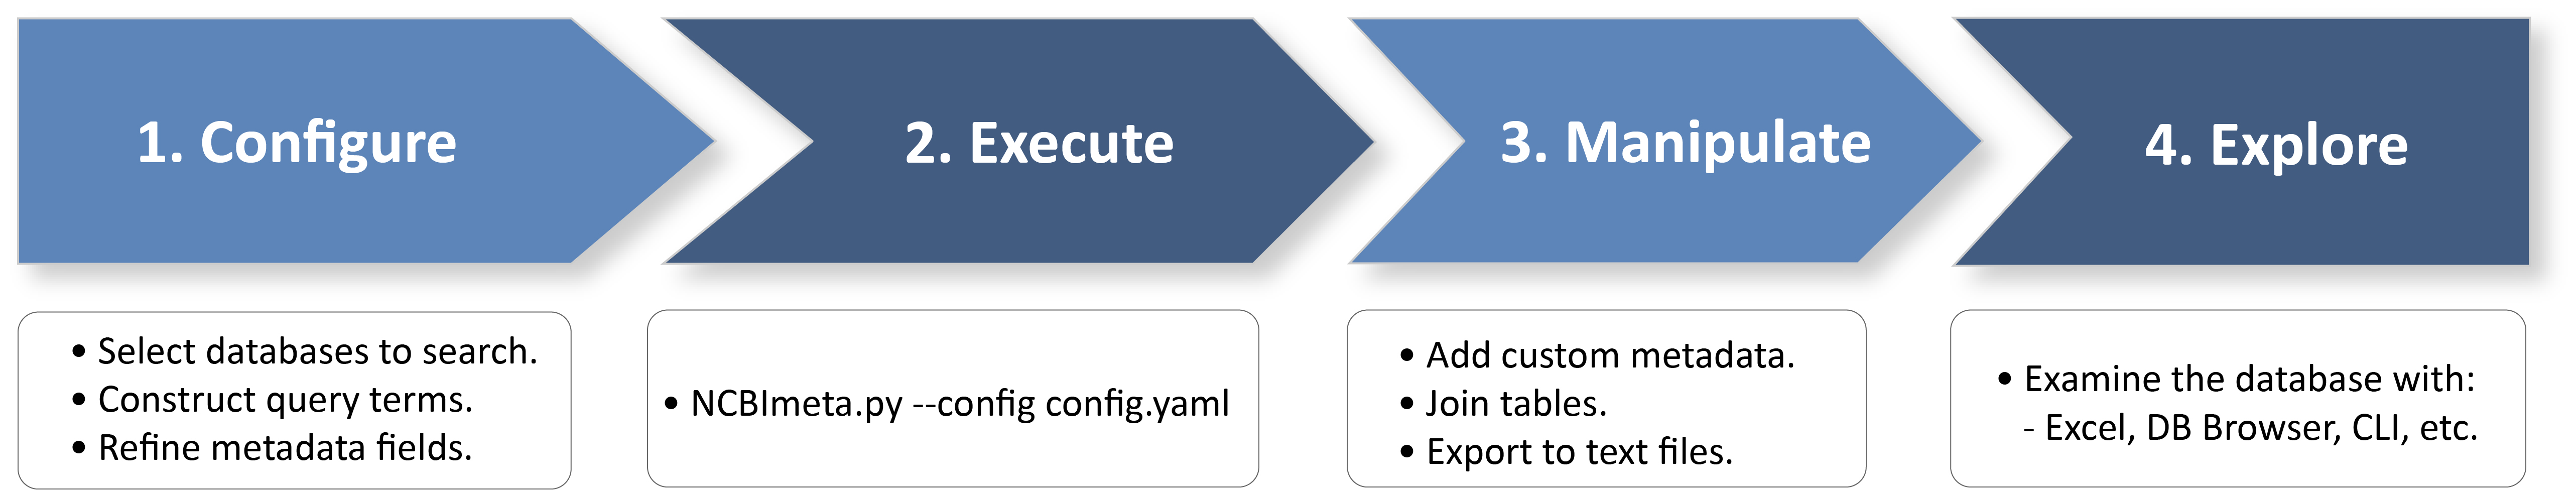 1. Configure
2. Execute
3. Manipulate
4. Explore
• Select databases to search.
• Construct query terms.
• Refine metadata fields.
• NCBImeta.py --config config.yaml
• Add custom metadata.
• Join tables.
• Export to text files.
• Examine the database with:
- Excel, DB Browser, CLI, etc.